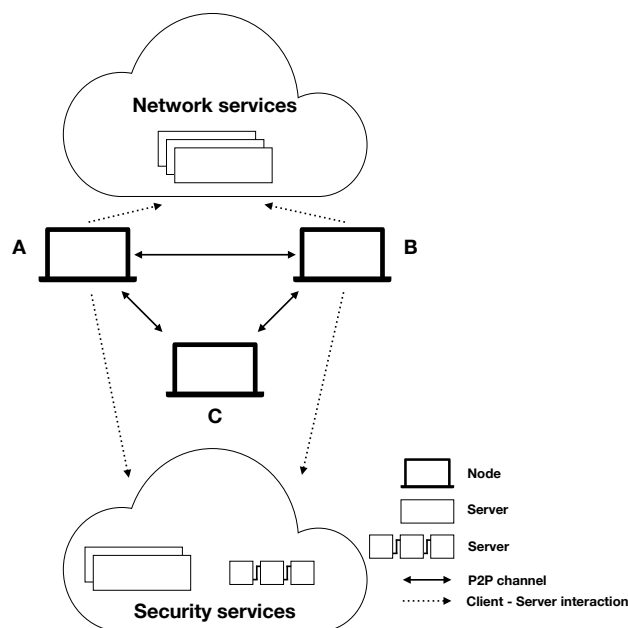 Network services
A
B
C
Node
Server
Server
P2P channel
Client - Server interaction
Security services